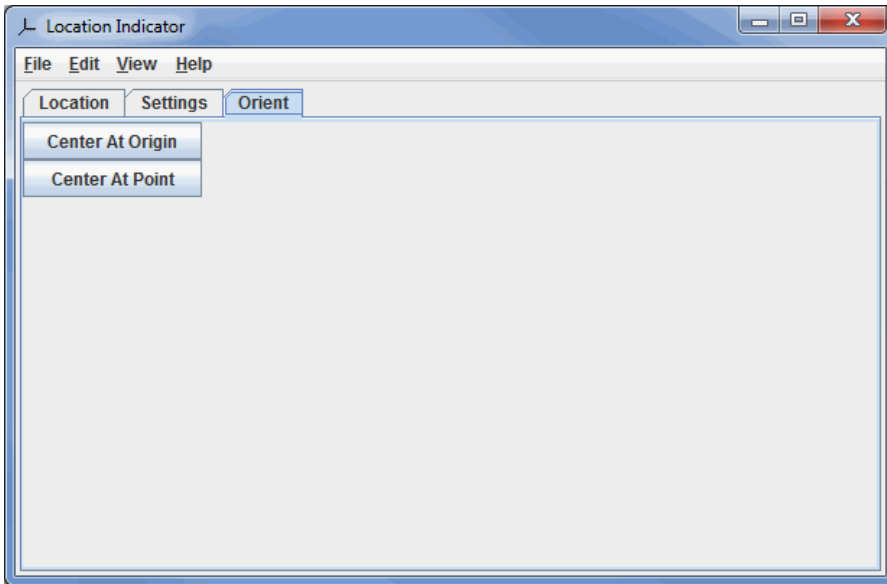 Location Indicator
File Edit View Help
Location Settings Orient
Center At Origin
Center At Point